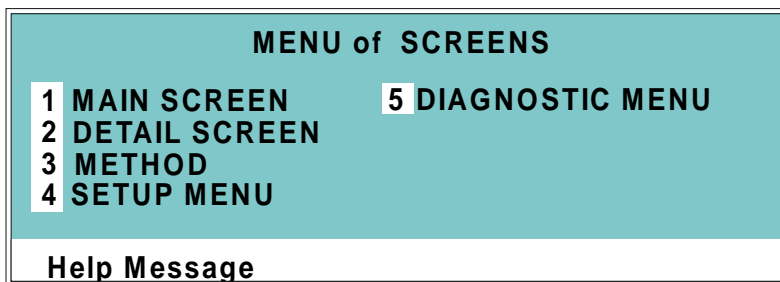 MENU of SCREENS
1 MAIN SCREEN
2 DETAIL SCREEN
3 METHOD
4 SETUP MENU
5 DIAGNOSTIC MENU
Help Message